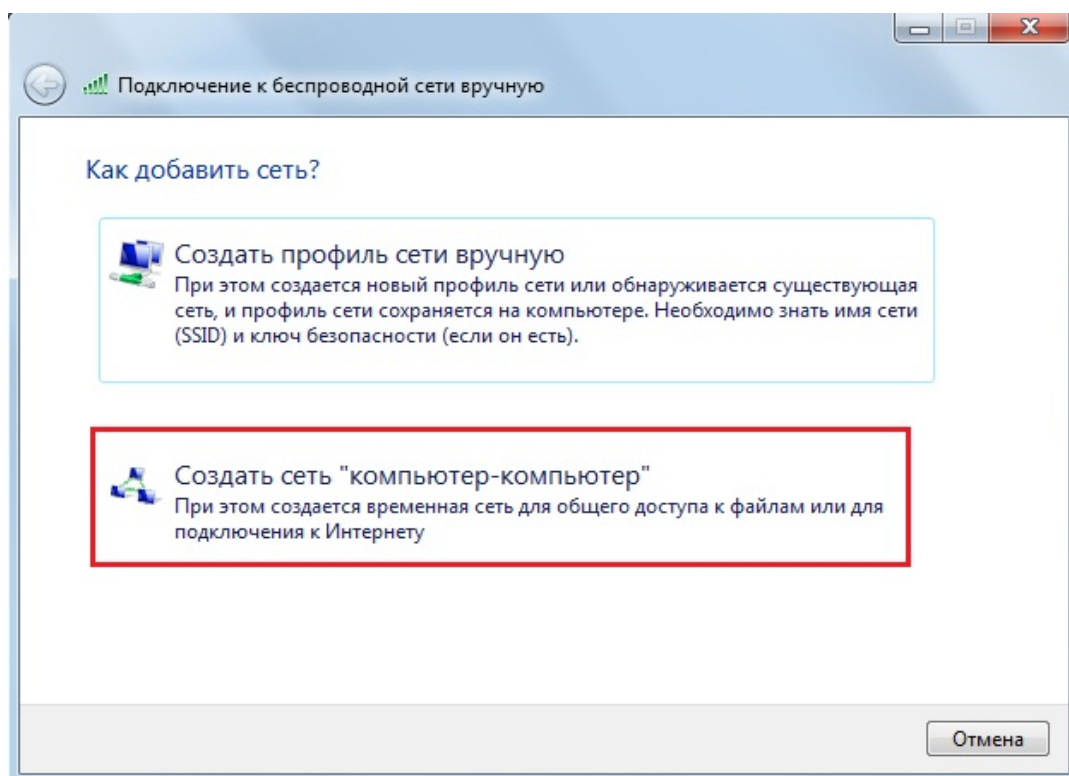 Подключение к беспроводной сети вручную
Как добавить сеть?
Создать профиль сети вручную
При этом создается новый профиль сети или обнаруживается существующая
сеть, и профиль сети сохраняется на компьютере. Необходимо знать имя сети
(SSID) и ключ безопасности (если он есть).
Создать сеть "компьютер-компьютер"
При этом создается временная сеть для общего доступа к файлам или для
подключения к Интернету
Отмена